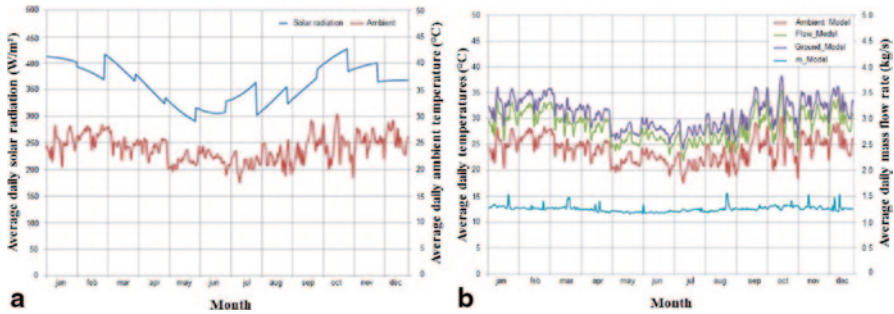 Solar radiation
Ambient
Average daily solar radiation (W/m²)
500
450
400
350
300
250
200
150
100
50
0
50
45
40
35
30
25
20
15
10
5
0
Average daily ambient temperature (°C)
jan feb mar apr may jun jul aug sep oct nov dec
Month
a
Ambient_Model
Flow_Model
Ground_Model
m_Model
Average daily temperatures (°C)
50
45
40
35
30
25
20
15
10
5
0
5.0
4.5
4.0
3.5
3.0
2.5
2.0
1.5
1.0
0.5
0.0
Average daily mass flow rate (kg/s)
jan feb mar apr may jun jul aug sep oct nov dec
Month
b